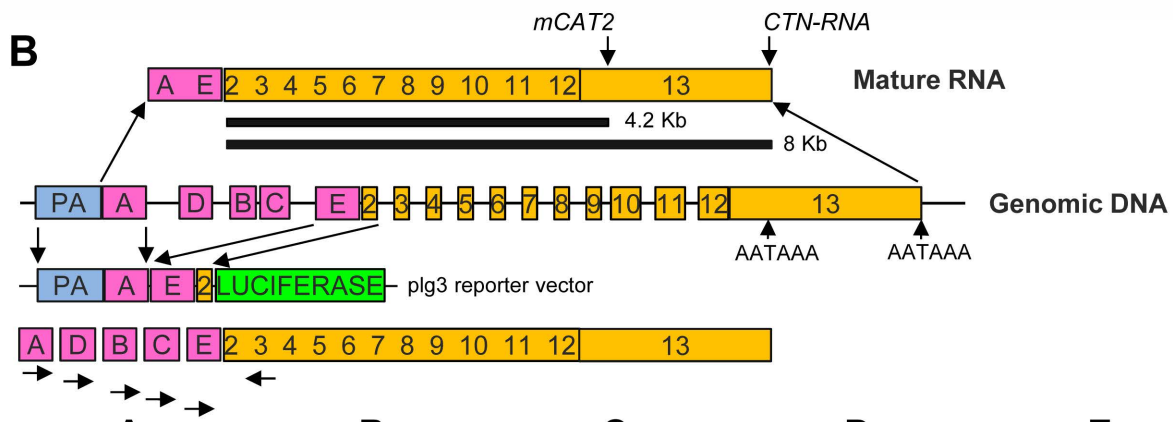 B
mCAT2 CTN-RNA
A E 2 3 4 5 6 7 8 9 10 11 12 13 Mature RNA
4.2 Kb
8 Kb
PA A D B C E 2 3 4 5 6 7 8 9 10 11 12 13 Genomic DNA
AATAAA AATAAA
PA A E 2 LUCIFERASE pIg3 reporter vector
A D B C E 2 3 4 5 6 7 8 9 10 11 12 13